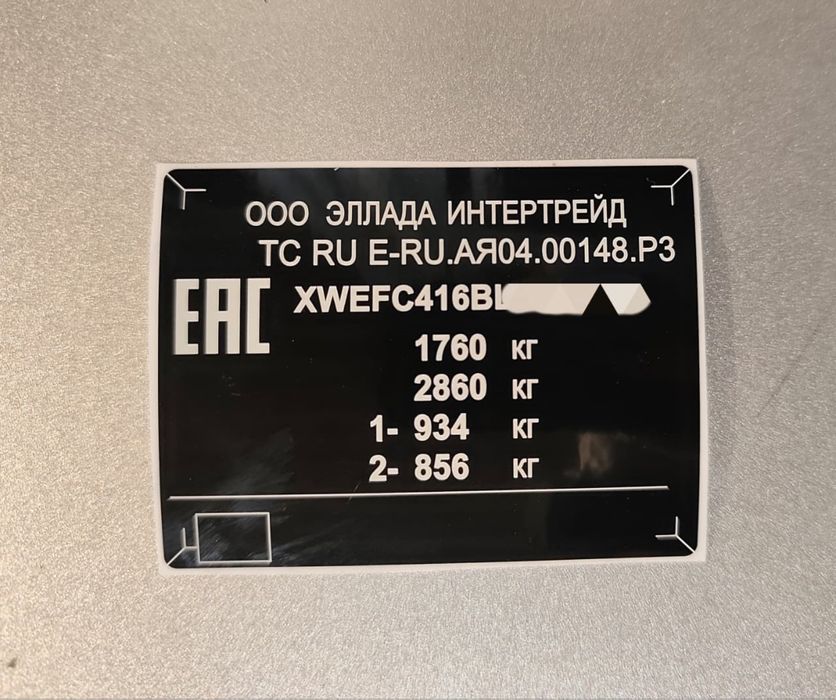 ООО ЭЛЛАДА ИНТЕРТРЕЙД
ТС RU E-RU.АЯ04.00148.Р3
EAC
XWEFC416B
1760 кг
2860 кг
1- 934 кг
2- 856 кг